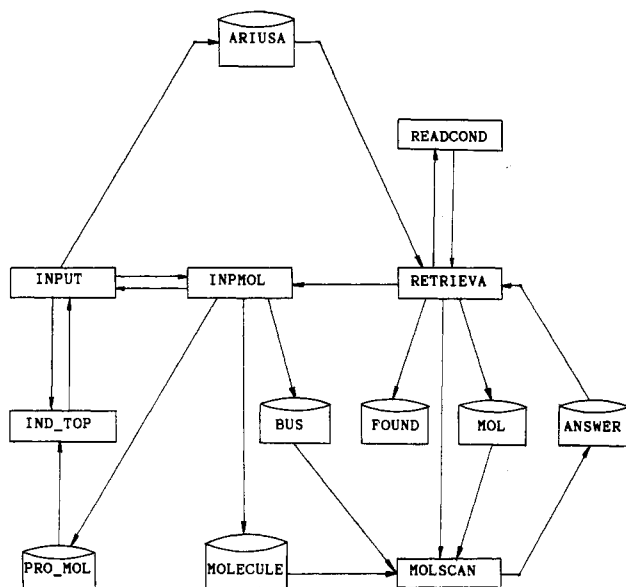 ARIUSA
READCOND
INPUT
INPMOL
RETRIEVA
IND_TOP
BUS
FOUND
MOL
ANSWER
PRO_MOL
MOLECULE
MOLSCAN